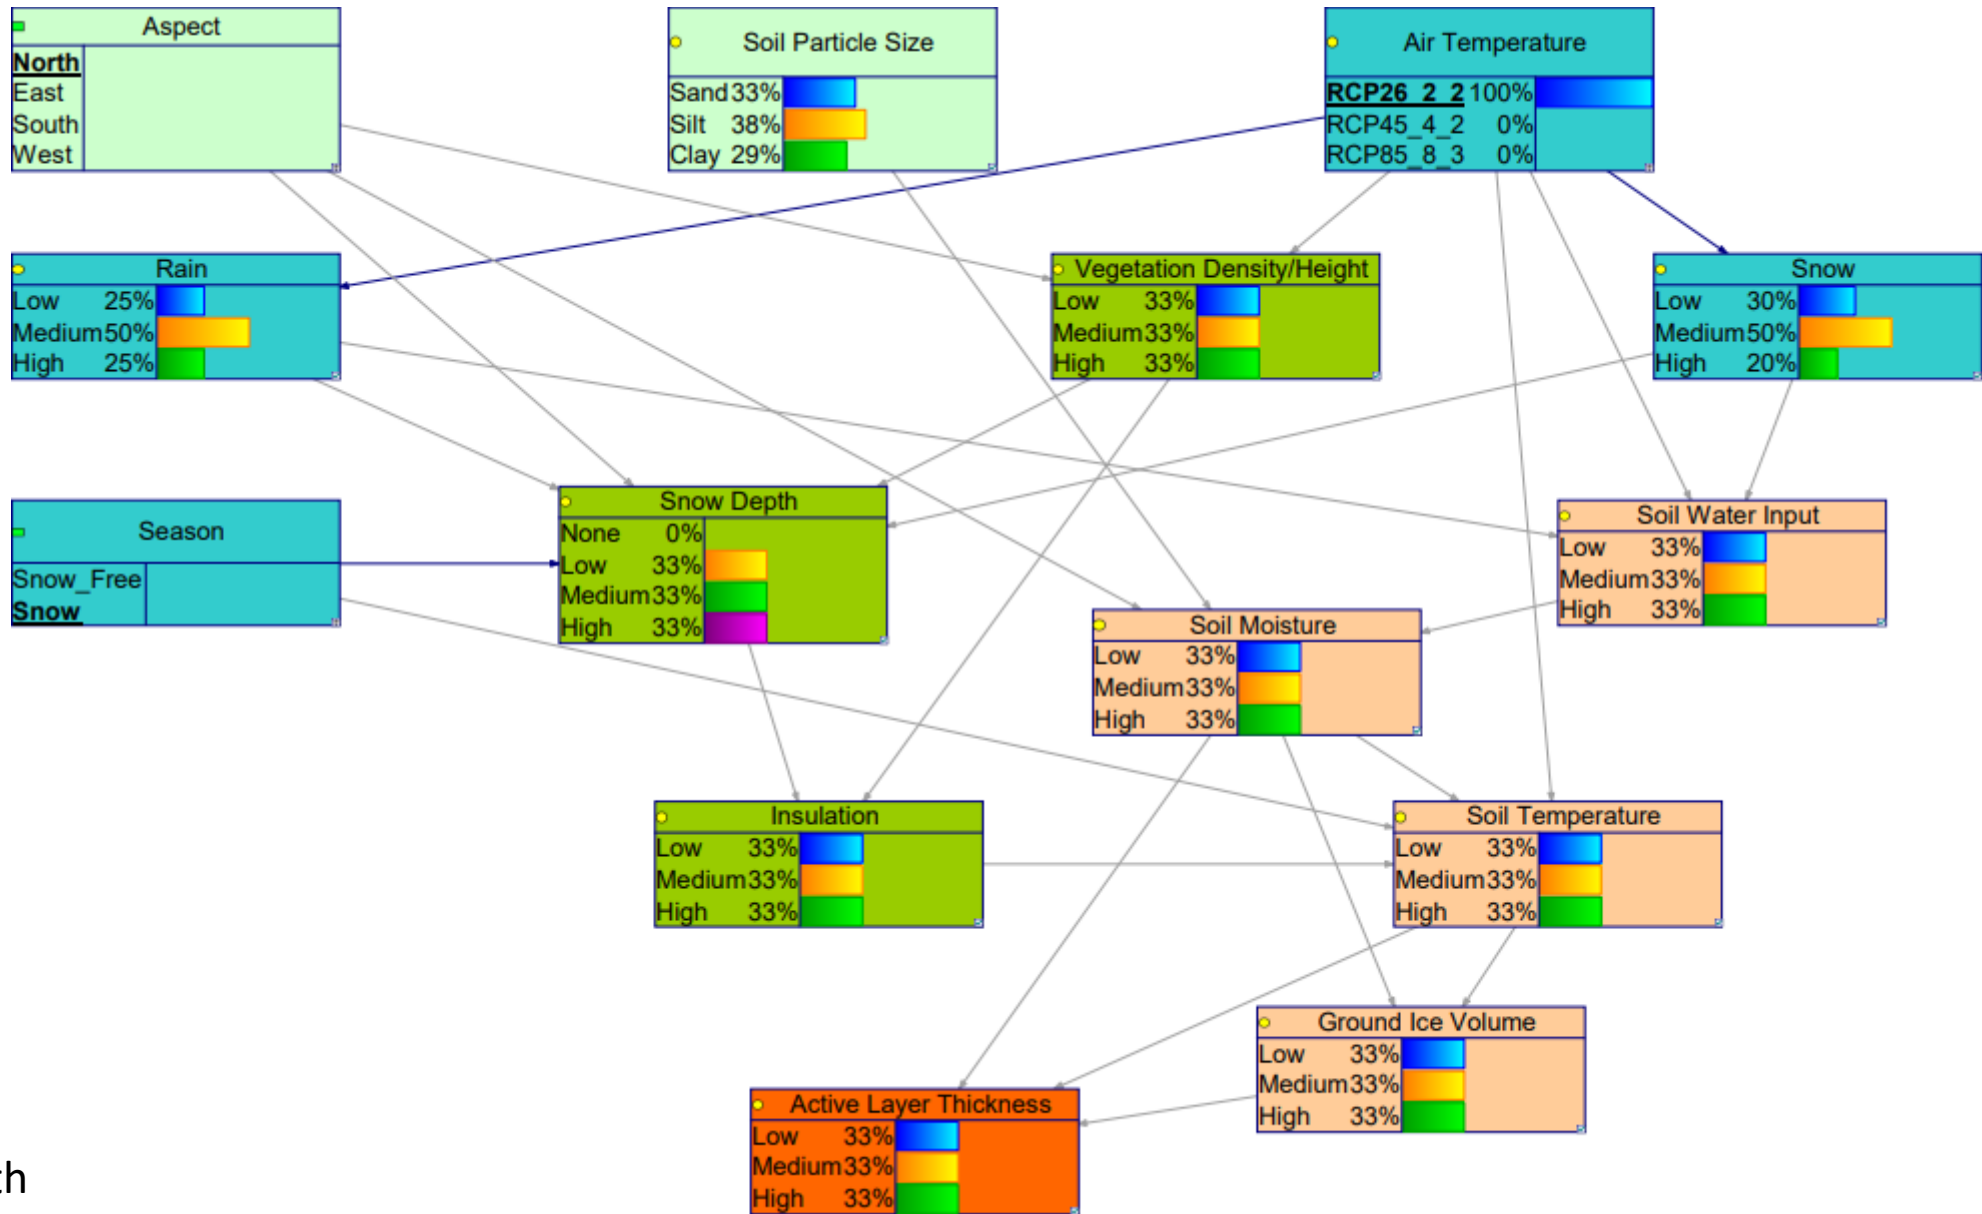 Aspect
North
East
South
West
Soil Particle Size
Sand 33%
Silt 38%
Clay 29%
Air Temperature
RCP26_2_2 100%
RCP45_4_2 0%
RCP85_8_3 0%
Rain
Low 25%
Medium 50%
High 25%
Vegetation Density/Height
Low 33%
Medium 33%
High 33%
Snow
Low 30%
Medium 50%
High 20%
Season
Snow_Free
Snow
Snow Depth
None 0%
Low 33%
Medium 33%
High 33%
Soil Water Input
Low 33%
Medium 33%
High 33%
Soil Moisture
Low 33%
Medium 33%
High 33%
Insulation
Low 33%
Medium 33%
High 33%
Soil Temperature
Low 33%
Medium 33%
High 33%
Ground Ice Volume
Low 33%
Medium 33%
High 33%
Active Layer Thickness
Low 33%
Medium 33%
High 33%
th